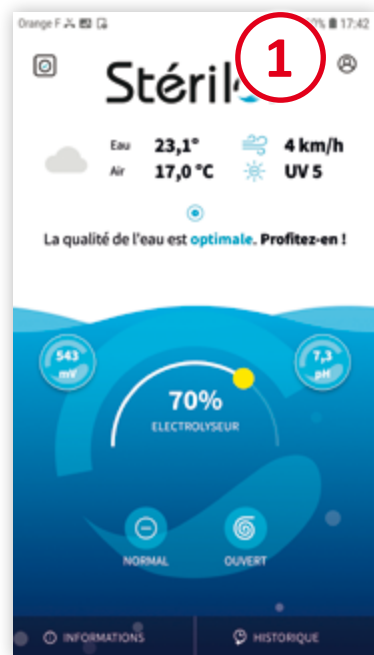 Orange F
% 17:42
1
Stéril
Eau 23,1° 4 km/h
Air 17,0 °C UV 5
La qualité de l'eau est optimale. Profitez-en !
543 mV
7,3 pH
70%
ELECTROLYSEUR
NORMAL OUVERT
INFORMATIONS HISTORIQUE